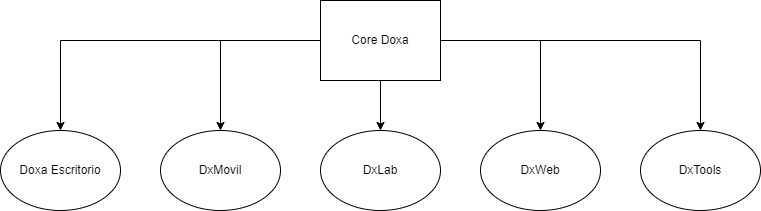 Core Doxa
Doxa Escritorio
DxMovil
DxLab
DxWeb
DxTools